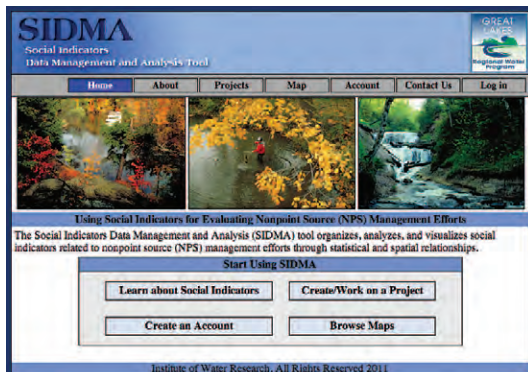 SIDMA
Social Indicators
Data Management and Analysis Tool
GREAT
LAKES
Regional Water
Program
Home About Projects Map Account Contact Us Log in
Using Social Indicators for Evaluating Nonpoint Source (NPS) Management Efforts
The Social Indicators Data Management and Analysis (SIDMA) tool organizes, analyzes, and visualizes social
indicators related to nonpoint source (NPS) management efforts through statistical and spatial relationships.
Start Using SIDMA
Learn about Social Indicators Create/Work on a Project
Create an Account Browse Maps
Institute of Water Research, All Rights Reserved 2011